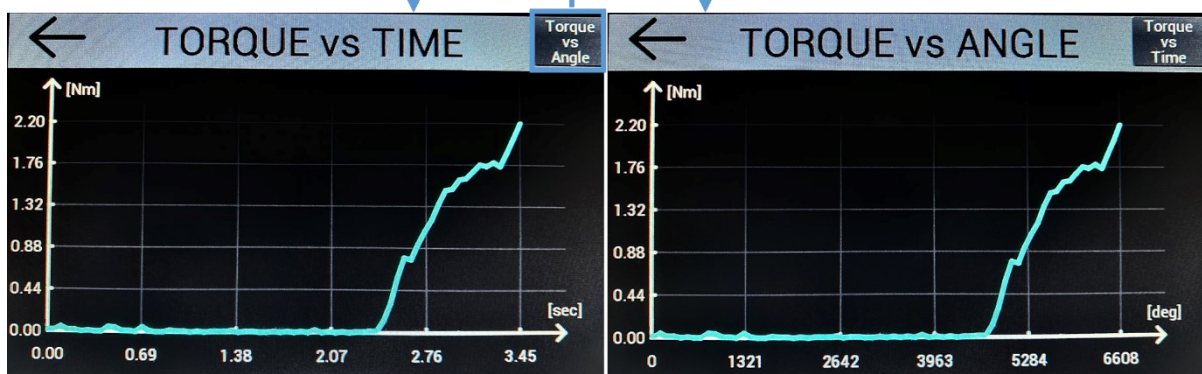 TORQUE vs TIME
Torque
vs
Angle
[Nm]
2.20
1.76
1.32
0.88
0.44
0.00
[sec]
0.00 0.69 1.38 2.07 2.76 3.45
TORQUE vs ANGLE
Torque
vs
Time
[Nm]
2.20
1.76
1.32
0.88
0.44
0.00
[deg]
0 1321 2642 3963 5284 6608